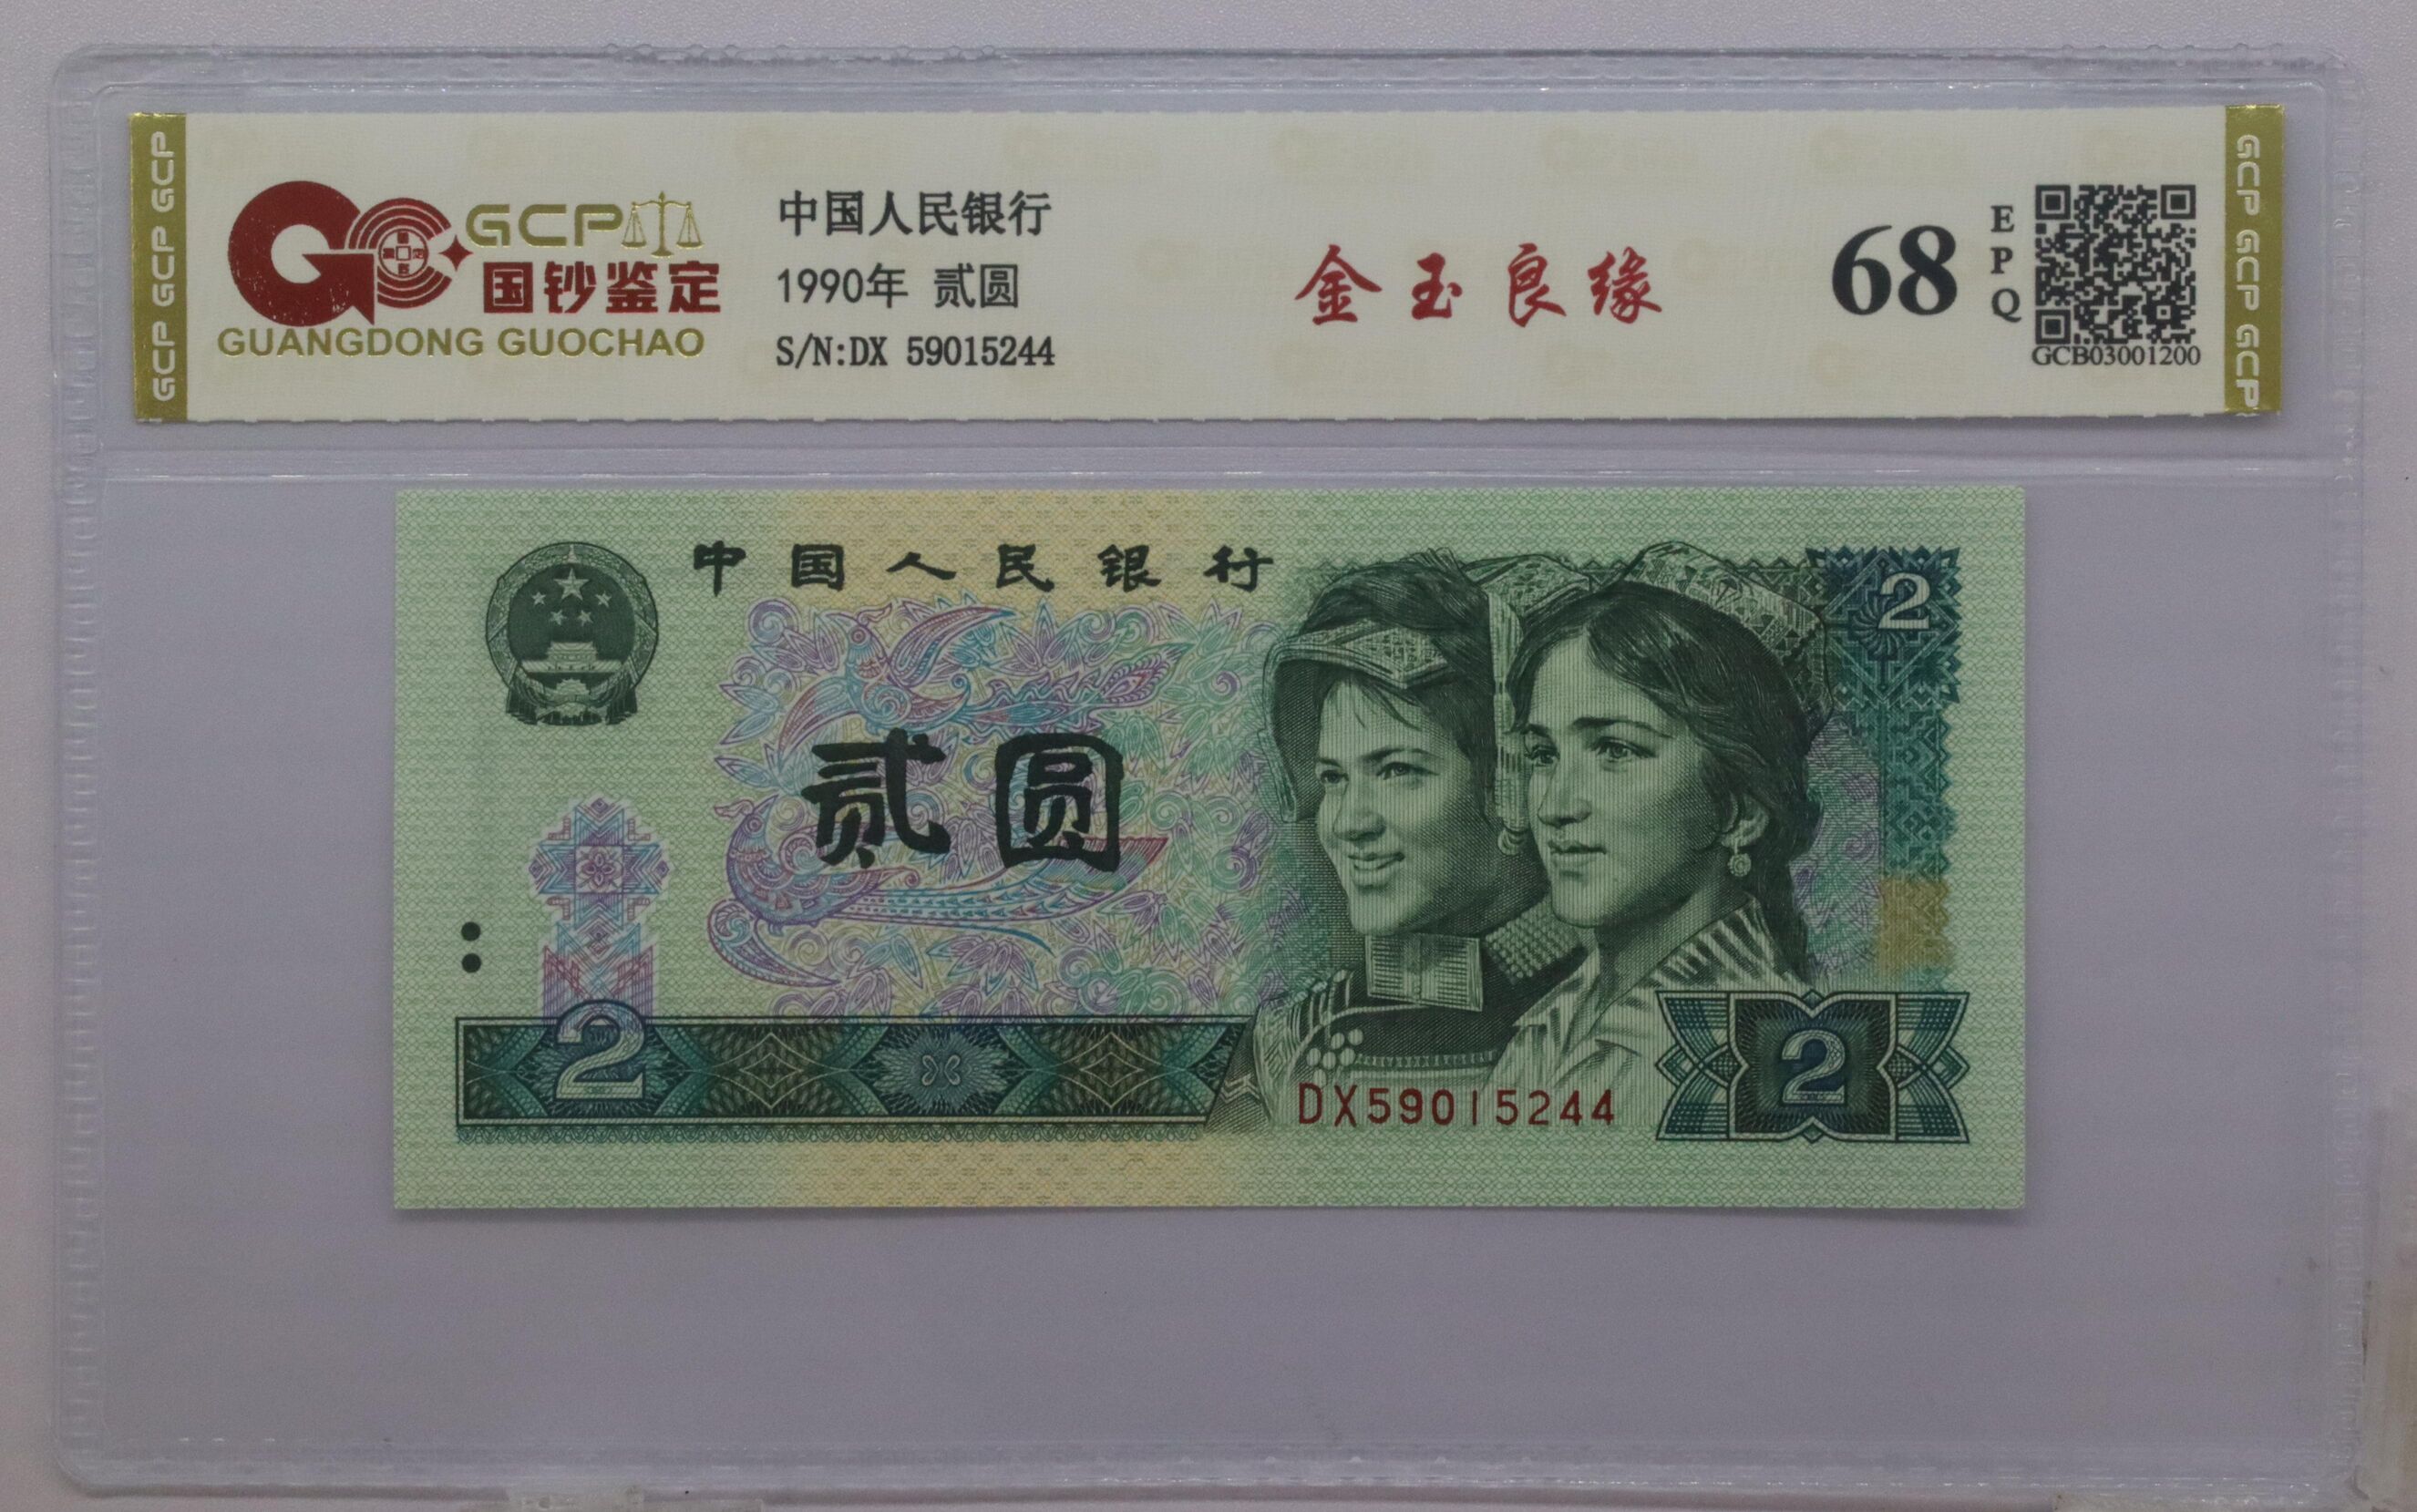 GCP GCP GCP
GCP
国钞鉴定
GUANGDONG GUOCHAO
中国人民银行
1990年 贰圆
S/N:DX 59015244
金玉良缘
68
EPQ
GCB03001200
GCP GCP GCP
中国人民银行
2
贰圆
2
DX59015244
2